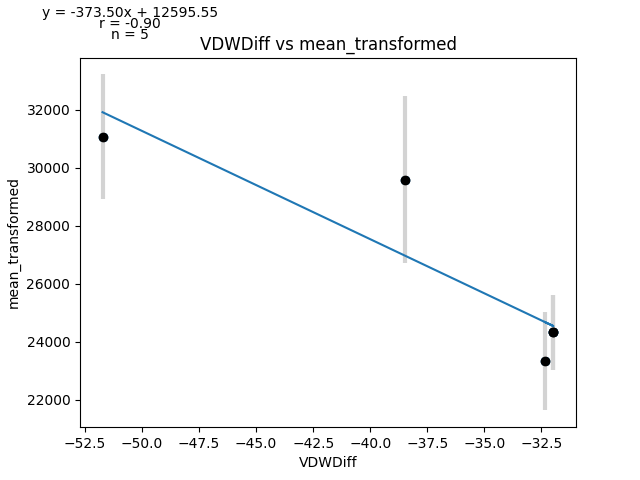 y = -373.50x + 12595.55
r = -0.90
n = 5
VDWDiff vs mean_transformed
mean_transformed
32000
30000
28000
26000
24000
22000
−52.5 −50.0 −47.5 −45.0 −42.5 −40.0 −37.5 −35.0 −32.5
VDWDiff